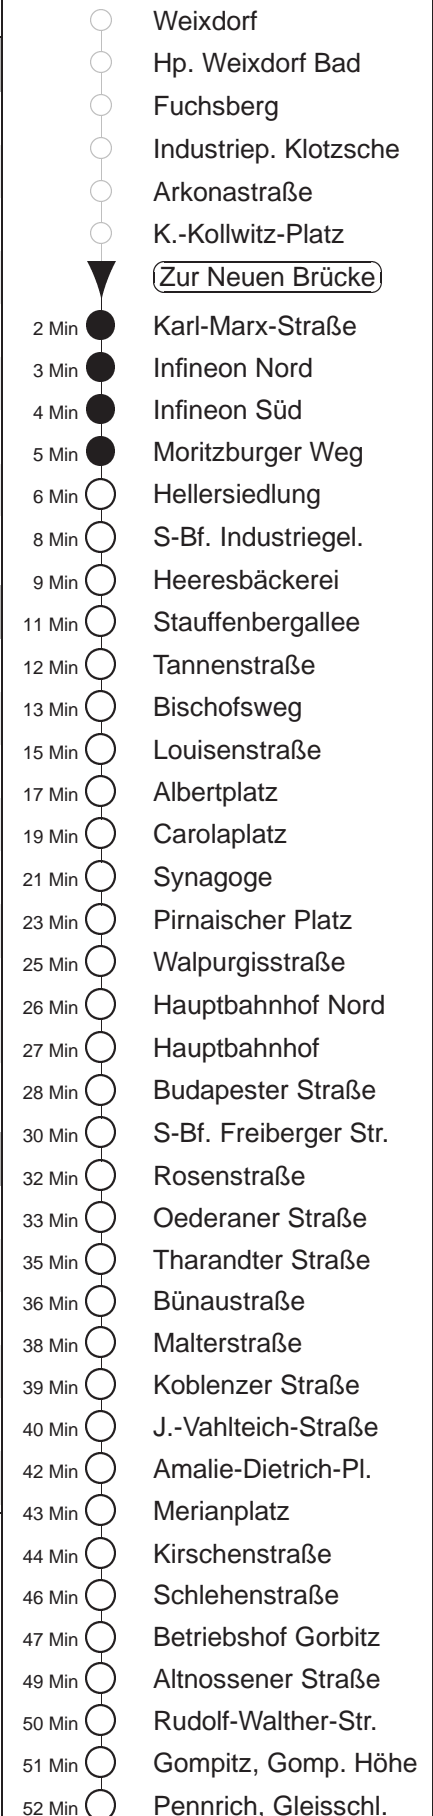 Weixdorf
Hp. Weixdorf Bad
Fuchsberg
Industriep. Klotzsche
Arkonastraße
K.-Kollwitz-Platz
Zur Neuen Brücke
2 Min Karl-Marx-Straße
3 Min Infineon Nord
4 Min Infineon Süd
5 Min Moritzburger Weg
6 Min Hellersiedlung
8 Min S-Bf. Industriegel.
9 Min Heeresbäckerei
11 Min Stauffenbergallee
12 Min Tannenstraße
13 Min Bischofsweg
15 Min Louisenstraße
17 Min Albertplatz
19 Min Carolaplatz
21 Min Synagoge
23 Min Pirnaischer Platz
25 Min Walpurgisstraße
26 Min Hauptbahnhof Nord
27 Min Hauptbahnhof
28 Min Budapester Straße
30 Min S-Bf. Freiberger Str.
32 Min Rosenstraße
33 Min Oederaner Straße
35 Min Tharandter Straße
36 Min Bünaustraße
38 Min Malterstraße
39 Min Koblenzer Straße
40 Min J.-Vahlteich-Straße
42 Min Amalie-Dietrich-Pl.
43 Min Merianplatz
44 Min Kirschenstraße
46 Min Schlehenstraße
47 Min Betriebshof Gorbitz
49 Min Altnossener Straße
50 Min Rudolf-Walther-Str.
51 Min Gompitz, Gomp. Höhe
52 Min Pennrich, Gleisschl.